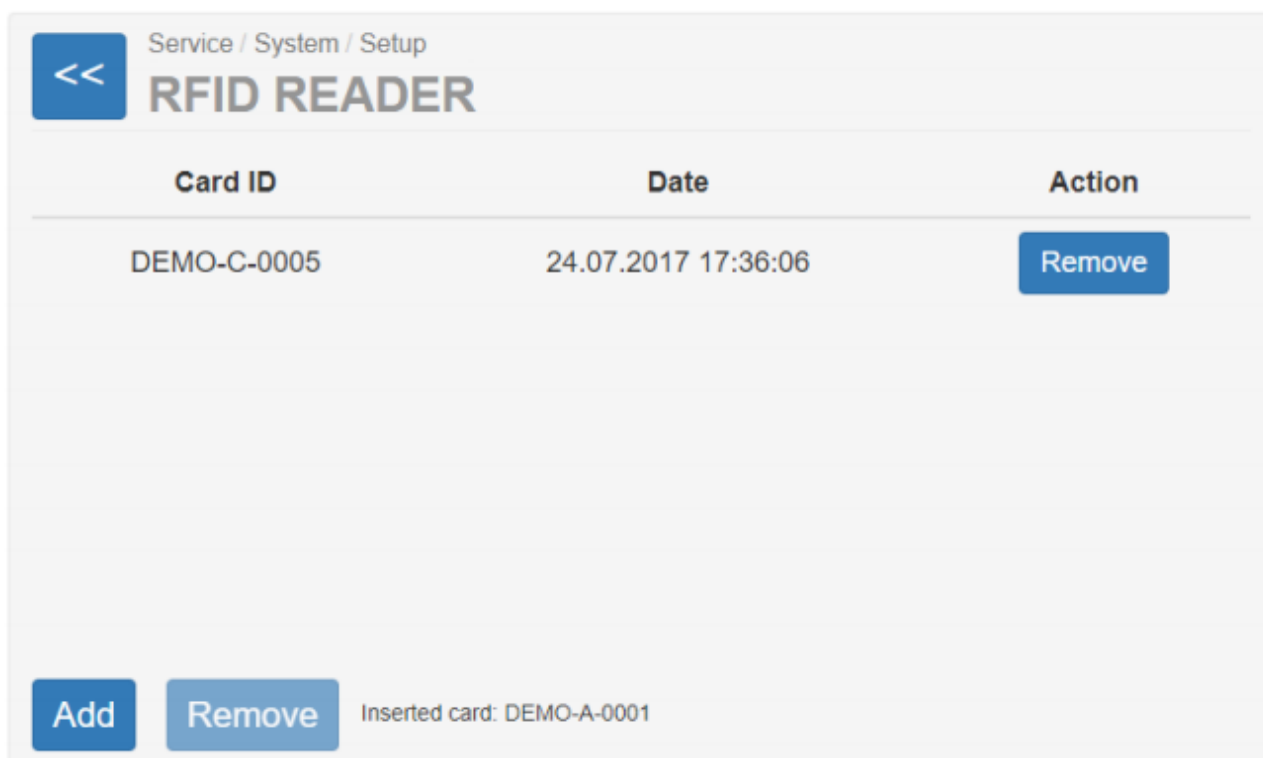 <<
Service / System / Setup
RFID READER
Card ID Date Action
DEMO-C-0005 24.07.2017 17:36:06 Remove
Add Remove Inserted card: DEMO-A-0001